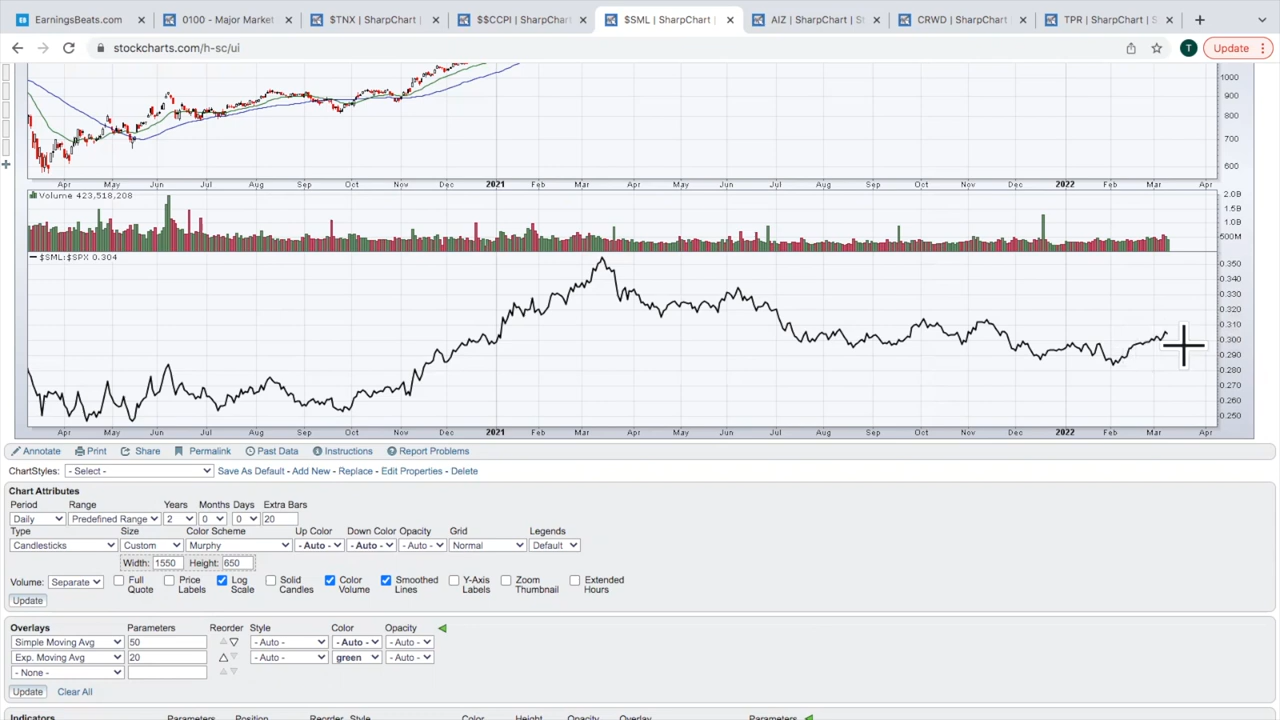 EarningsBeats.com × 0100 - Major Market × $TNX | SharpChart × $$CCPI | SharpChart × $SML | SharpChart × AIZ | SharpChart | St × CRWD | SharpChart × TPR | SharpChart | S ×
stockcharts.com/h-sc/ui T Update
1000
900
800
700
600
Apr May Jun Jul Aug Sep Oct Nov Dec 2021 Feb Mar Apr May Jun Jul Aug Sep Oct Nov Dec 2022 Feb Mar Apr
Volume 423,518,208
2.0B
1.5B
1.0B
500M
$SML:$SPX 0.304
0.350
0.340
0.330
0.320
0.310
0.300
0.290
0.280
0.270
0.260
0.250
Apr May Jun Jul Aug Sep Oct Nov Dec 2021 Feb Mar Apr May Jun Jul Aug Sep Oct Nov Dec 2022 Feb Mar Apr
Annotate Print Share Permalink Past Data Instructions Report Problems
ChartStyles: - Select - Save As Default - Add New - Replace - Edit Properties - Delete
Chart Attributes
Period Range Years Months Days Extra Bars
Daily Predefined Range 2 0 0 20
Type Size Color Scheme Up Color Down Color Opacity Grid Legends
Candlesticks Custom Murphy - Auto - - Auto - - Auto - Normal Default
Width: 1550 Height: 650
Volume: Separate Full Quote Price Labels Log Scale Solid Candles Color Volume Smoothed Lines Y-Axis Labels Zoom Thumbnail Extended Hours
Update
Overlays Parameters Reorder Style Color Opacity
Simple Moving Avg 50 - Auto - - Auto - - Auto -
Exp. Moving Avg 20 - Auto - green - Auto -
- None -
Update Clear All
Indicators Parameters Position Reorder Style Color Height Opacity Overlay Parameters